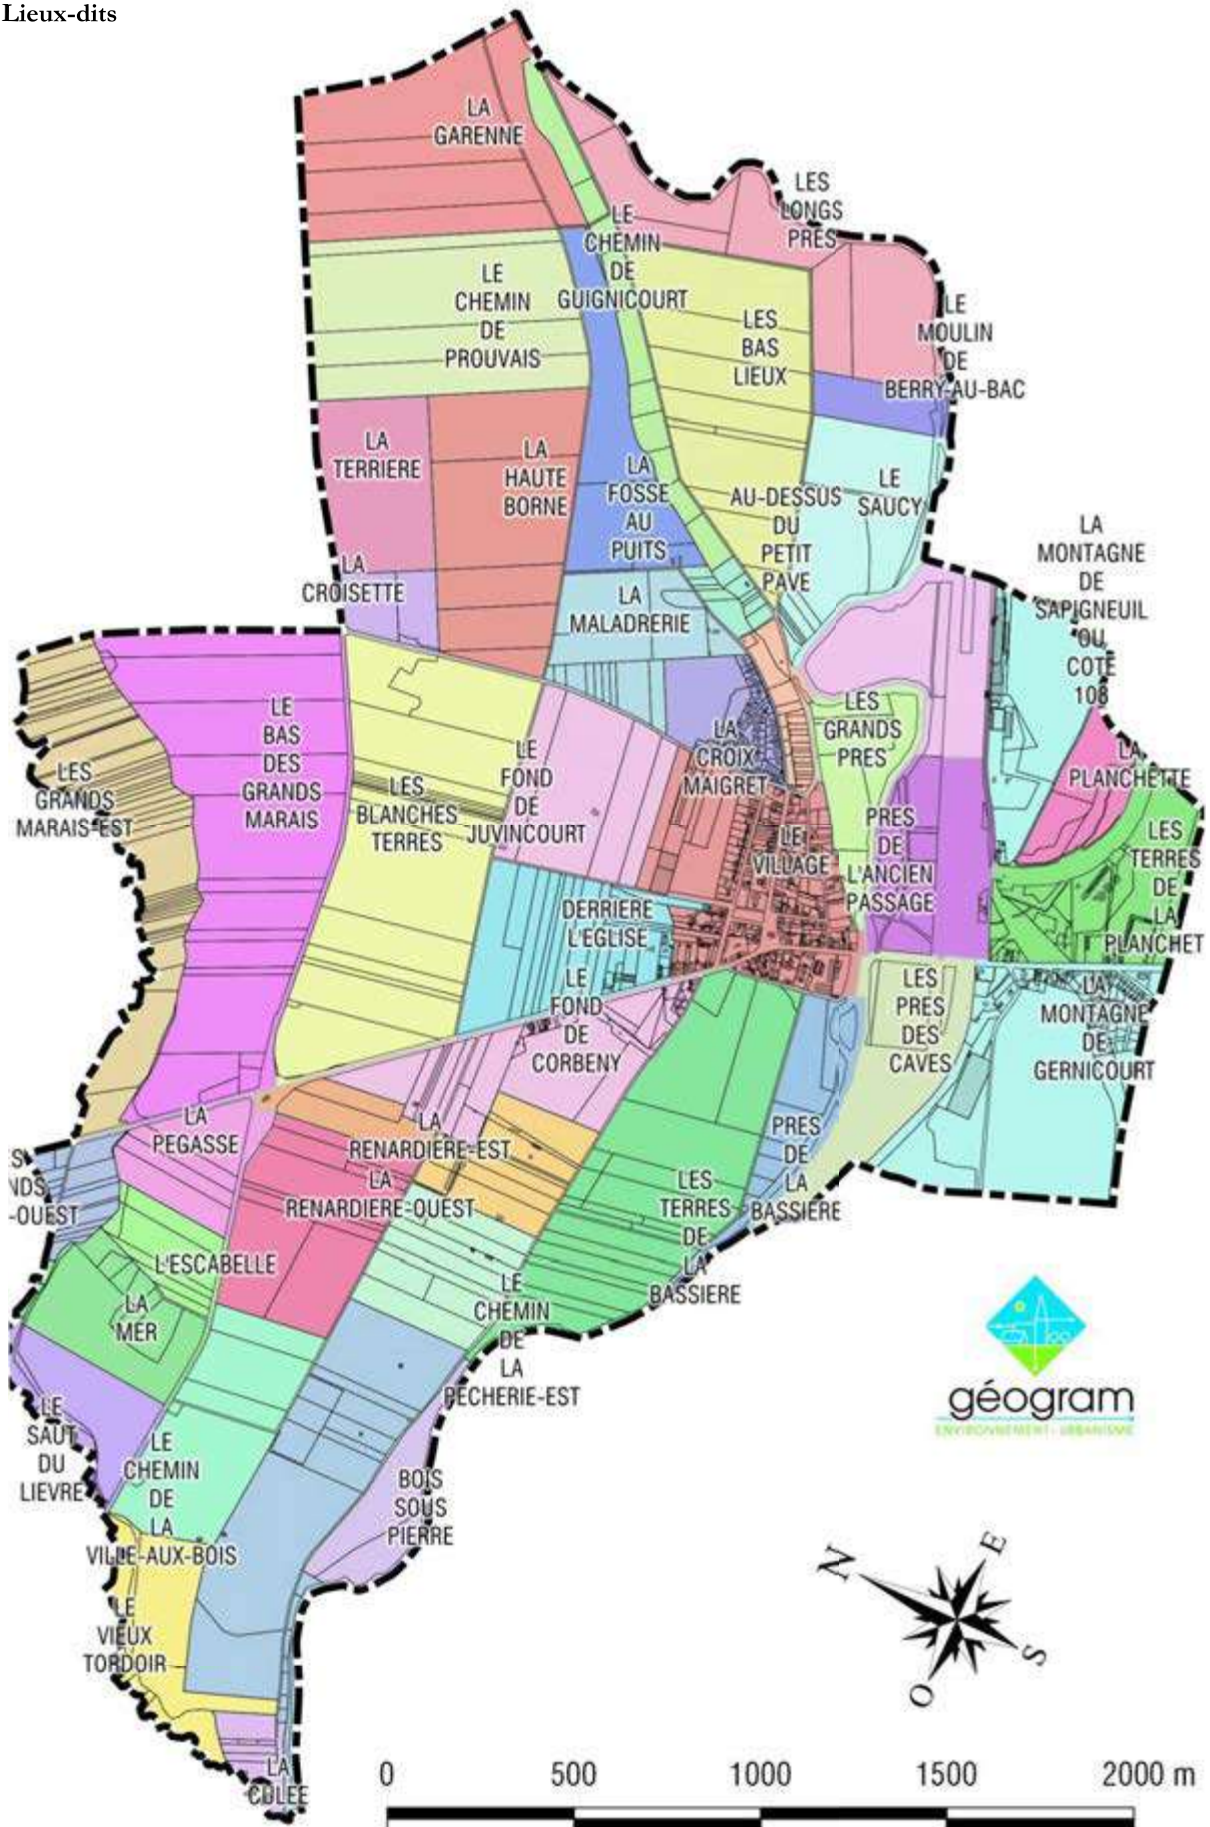 Lieux-dits
LA
GARENNE
LES
LONGS
PRES
LE
CHEMIN
DE
GUIGNICOURT
LE
CHEMIN
DE
PROUVAIS
LES
BAS
LIEUX
LE
MOULIN
DE
BERRY-AU-BAC
LA
TERRIERE
LA
HAUTE
BORNE
LA
FOSSE
AU
PUITS
AU-DESSUS
DU
PETIT
PAVE
LE
SAUCY
LA
MONTAGNE
DE
SAPIGNEUIL
OU
COTE
108
LA
CROISETTE
LA
MALADRERIE
LE
BAS
DES
GRANDS
MARAIS
LES
GRANDS
MARAIS-EST
LES
BLANCHES
TERRES
LE
FOND
DE
JUVINCOURT
LA
CROIX
MAIGRET
LES
GRANDS
PRES
LA
PLANCHETTE
LE
VILLAGE
PRES
DE
L'ANCIEN
PASSAGE
LES
TERRES
DE
LA
PLANCHET
DERRIERE
L'EGLISE
LE
FOND
DE
CORBENY
LES
PRES
DES
CAVES
LA
MONTAGNE
DE
GERNICOURT
LA
PEGASSE
LA
RENARDIERE-EST
LA
RENARDIERE-OUEST
PRES
DE
LA
BASSIERE
LES
TERRES
DE
LA
BASSIERE
S
NDS
-OUEST
L'ESCABELLE
LA
MER
LE
CHEMIN
DE
LA
PECHERIE-EST
LE
SAUT
DU
LIEVRE
LE
CHEMIN
DE
LA
VILLE-AUX-BOIS
BOIS
SOUS
PIERRE
LE
VIEUX
TORDOIR
LA
CULEE
géogram
ENVIRONNEMENT - URBANISME
N
E
S
O
0 500 1000 1500 2000 m